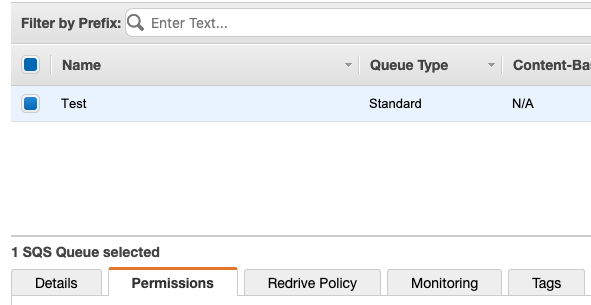 Filter by Prefix: Enter Text...
Name Queue Type Content-Ba
Test Standard N/A
1 SQS Queue selected
Details Permissions Redrive Policy Monitoring Tags